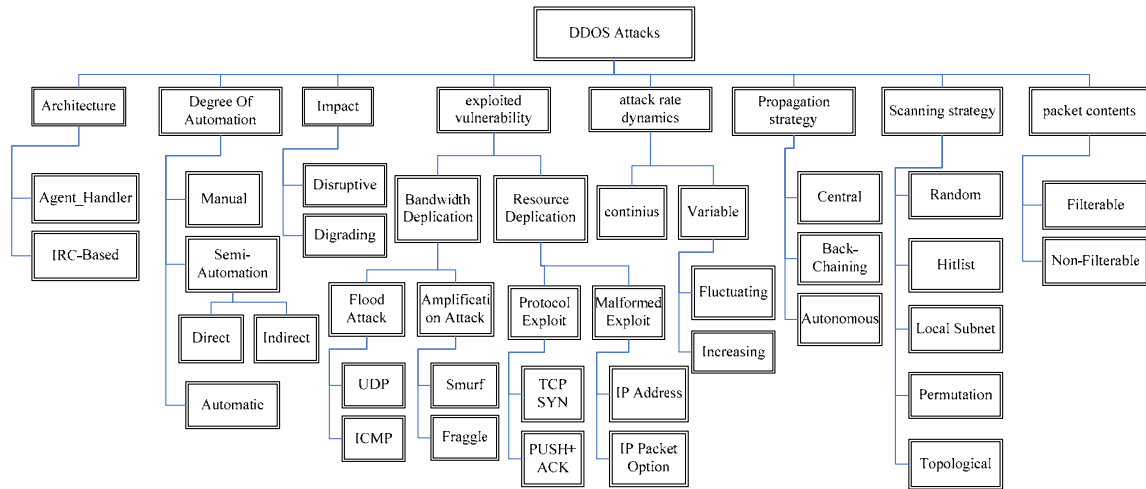 DDOS Attacks
Architecture
Degree Of
Automation
Impact
exploited
vulnerability
attack rate
dynamics
Propagation
strategy
Scanning strategy
packet contents
Agent_Handler
IRC-Based
Manual
Semi-
Automation
Direct
Indirect
Automatic
Disruptive
Digrading
Bandwidth
Deplication
Resource
Deplication
Flood
Attack
Amplificati
on Attack
Protocol
Exploit
Malformed
Exploit
UDP
ICMP
Smurf
Fraggle
TCP
SYN
PUSH+
ACK
IP Address
IP Packet
Option
continius
Variable
Fluctuating
Increasing
Central
Back-
Chaining
Autonomous
Random
Hitlist
Local Subnet
Permutation
Topological
Filterable
Non-Filterable